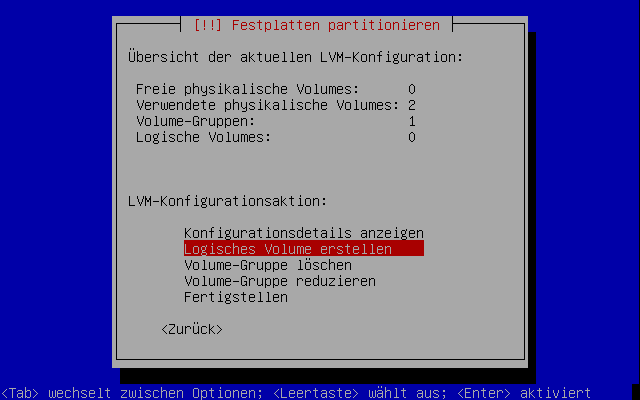 [!!] Festplatten partitionieren
Übersicht der aktuellen LVM-Konfiguration:
Freie physikalische Volumes: 0
Verwendete physikalische Volumes: 2
Volume-Gruppen: 1
Logische Volumes: 0
LVM-Konfigurationsaktion:
Konfigurationsdetails anzeigen
Logisches Volume erstellen
Volume-Gruppe löschen
Volume-Gruppe reduzieren
Fertigstellen
<Zurück>
<Tab> wechselt zwischen Optionen; <Leertaste> wählt aus; <Enter> aktiviert